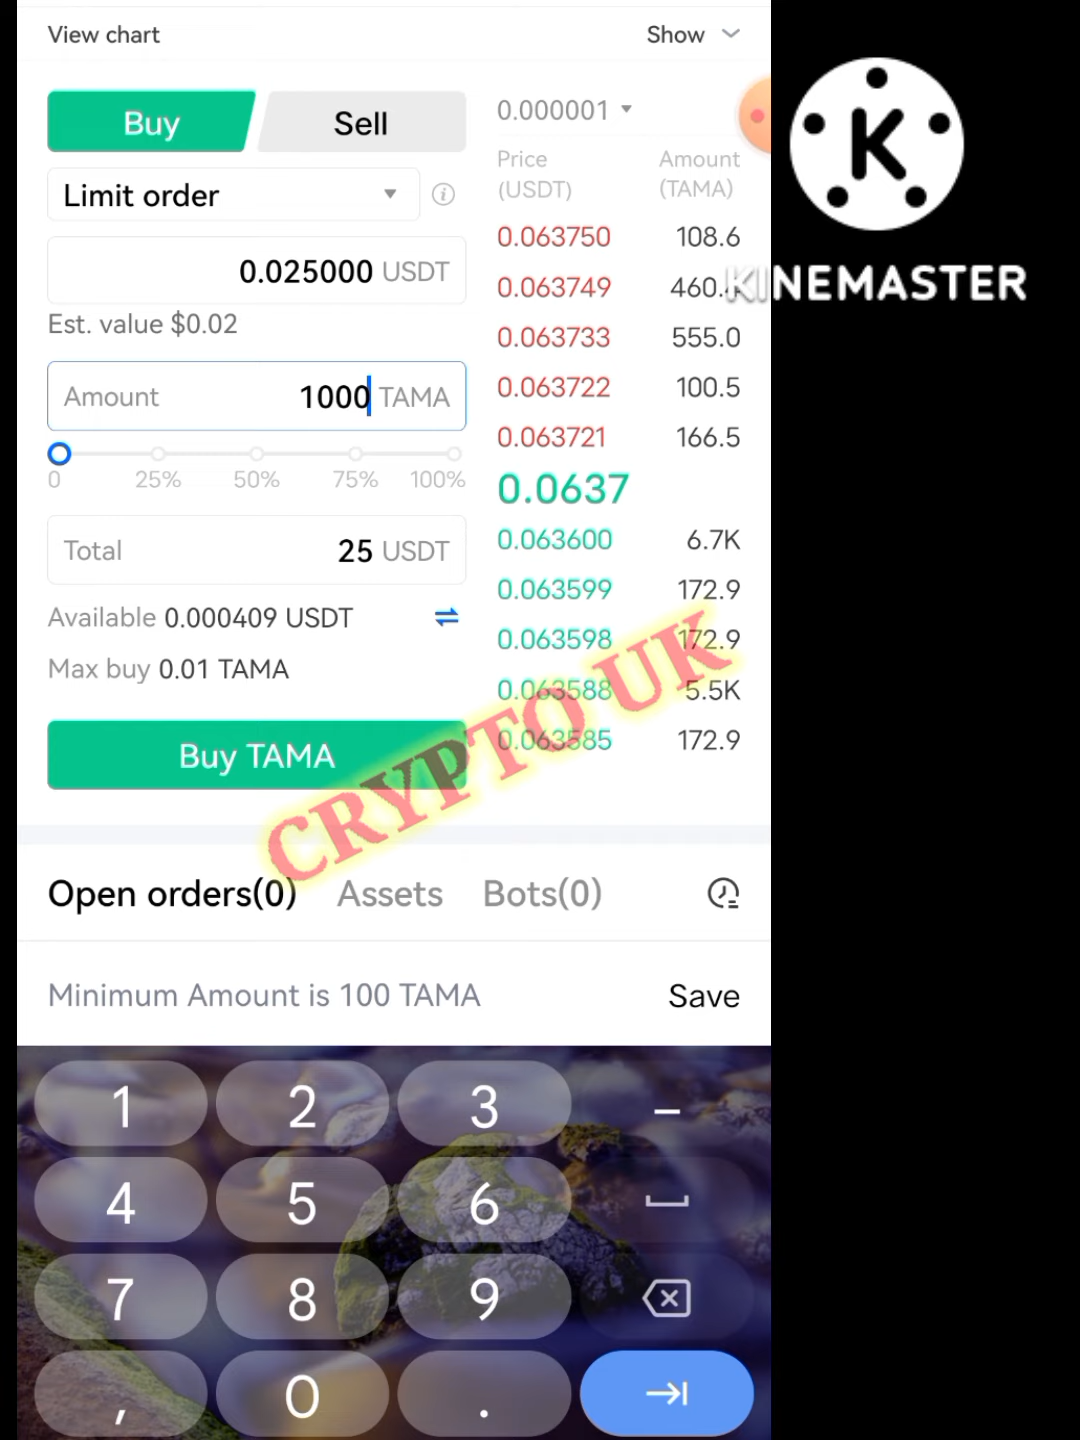 View chart
Show
Buy
Sell
Limit order
0.025000 USDT
Est. value $0.02
Amount 1000 TAMA
0 25% 50% 75% 100%
Total 25 USDT
Available 0.000409 USDT
Max buy 0.01 TAMA
Buy TAMA
0.000001
Price Amount
(USDT) (TAMA)
0.063750 108.6
0.063749 460.4
0.063733 555.0
0.063722 100.5
0.063721 166.5
0.0637
0.063600 6.7K
0.063599 172.9
0.063598 172.9
0.063588 5.5K
0.063585 172.9
CRYPTO UK
K
KINEMASTER
Open orders(0) Assets Bots(0)
Minimum Amount is 100 TAMA Save
1 2 3 –
4 5 6
7 8 9
, 0 .